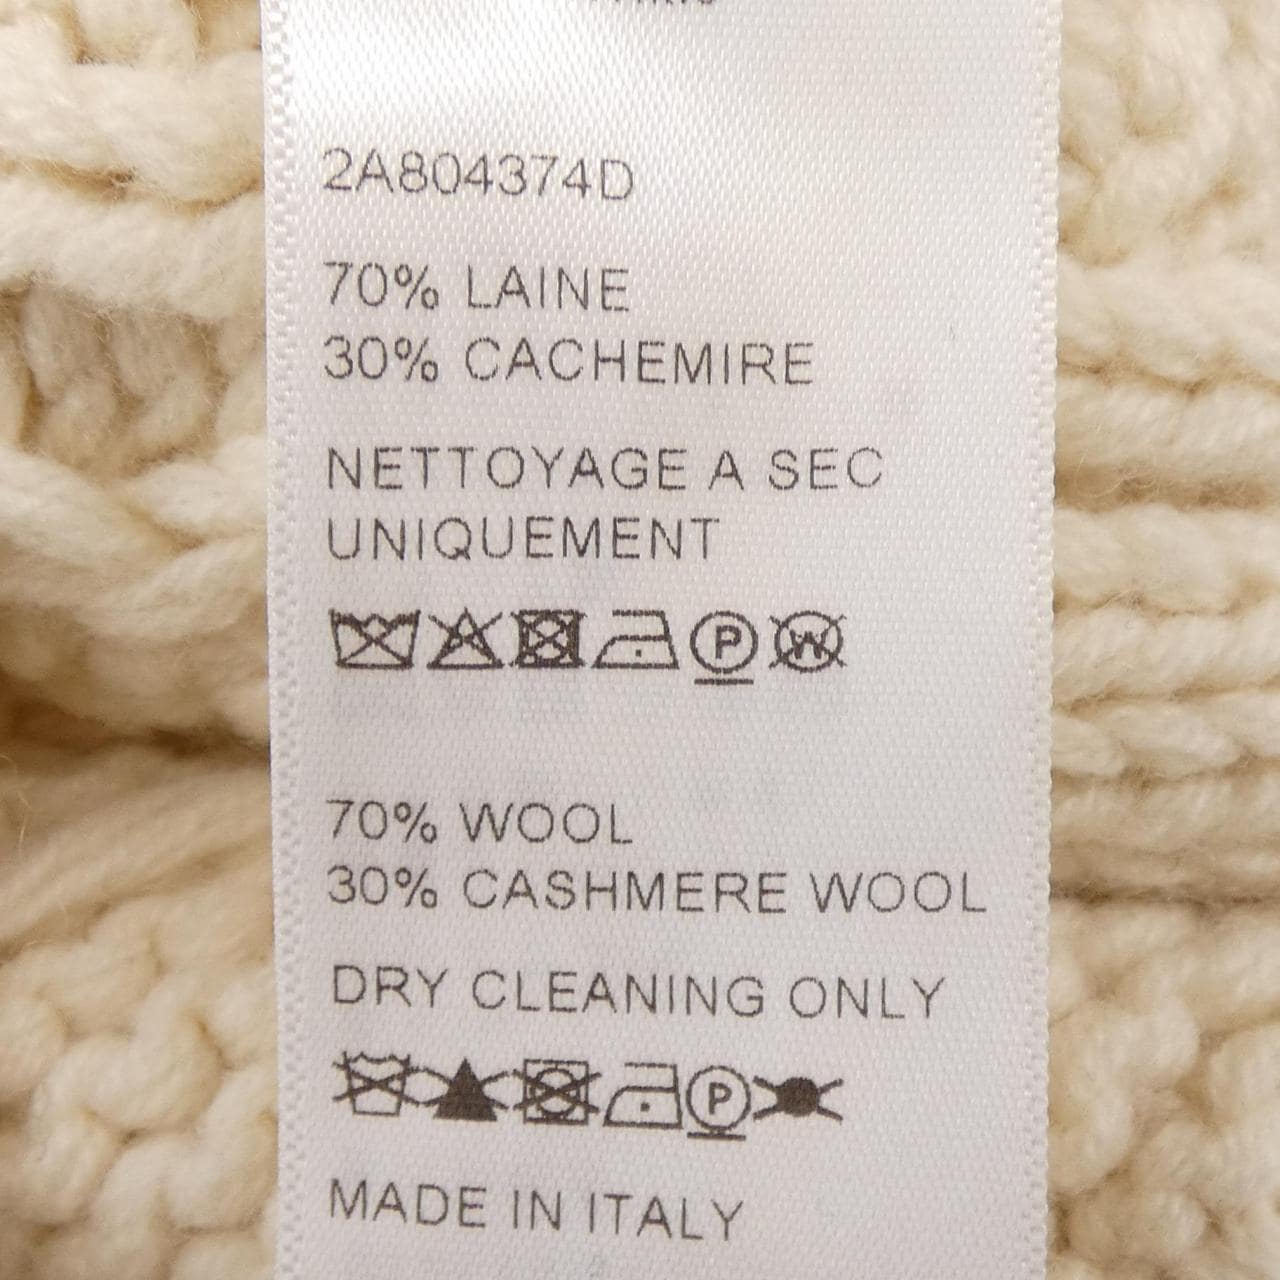 2A804374D
70% LAINE
30% CACHEMIRE
NETTOYAGE A SEC
UNIQUEMENT
P W
70% WOOL
30% CASHMERE WOOL
DRY CLEANING ONLY
P
MADE IN ITALY